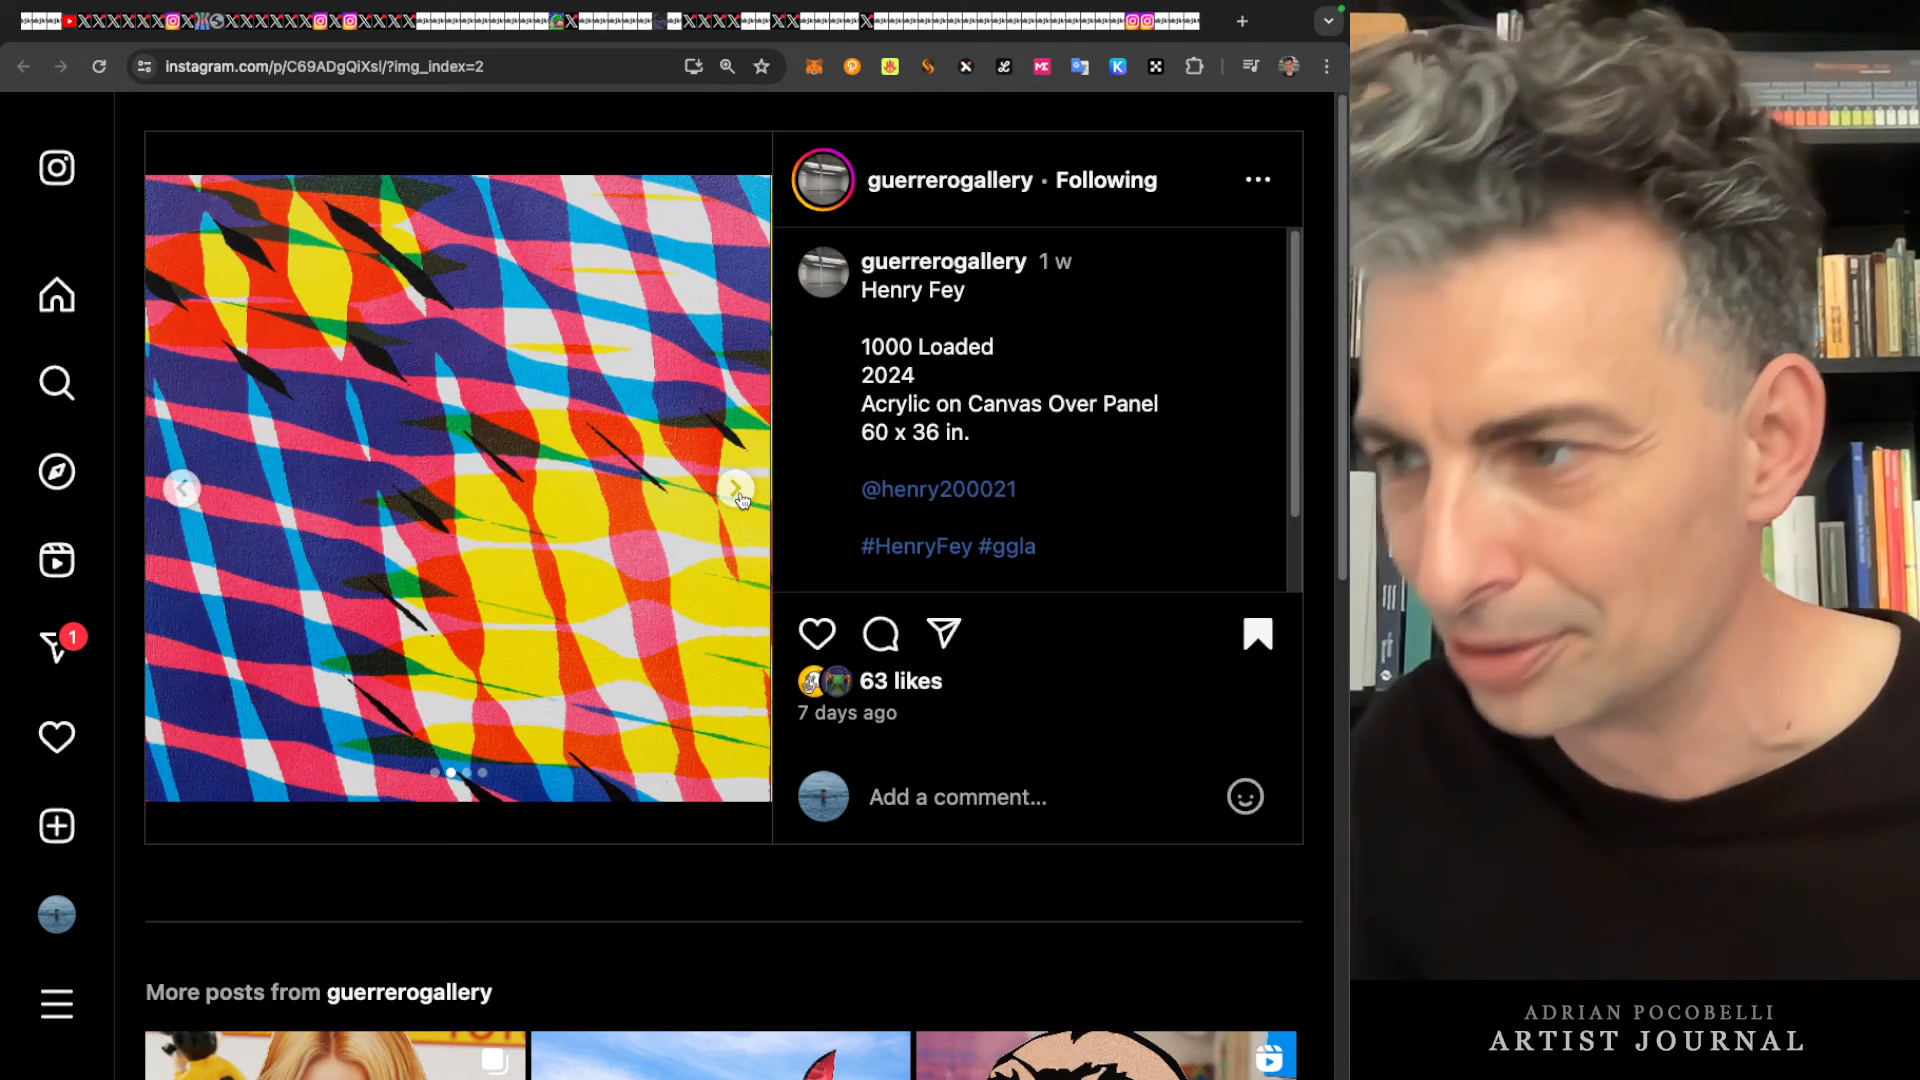 instagram.com/p/C69ADgQiXsl/?img_index=2
guerrerogallery • Following
guerrerogallery 1 w
Henry Fey
1000 Loaded
2024
Acrylic on Canvas Over Panel
60 x 36 in.
@henry200021
#HenryFey #ggla
1
63 likes
7 days ago
Add a comment...
More posts from guerrerogallery
ADRIAN POCOBELLI
ARTIST JOURNAL